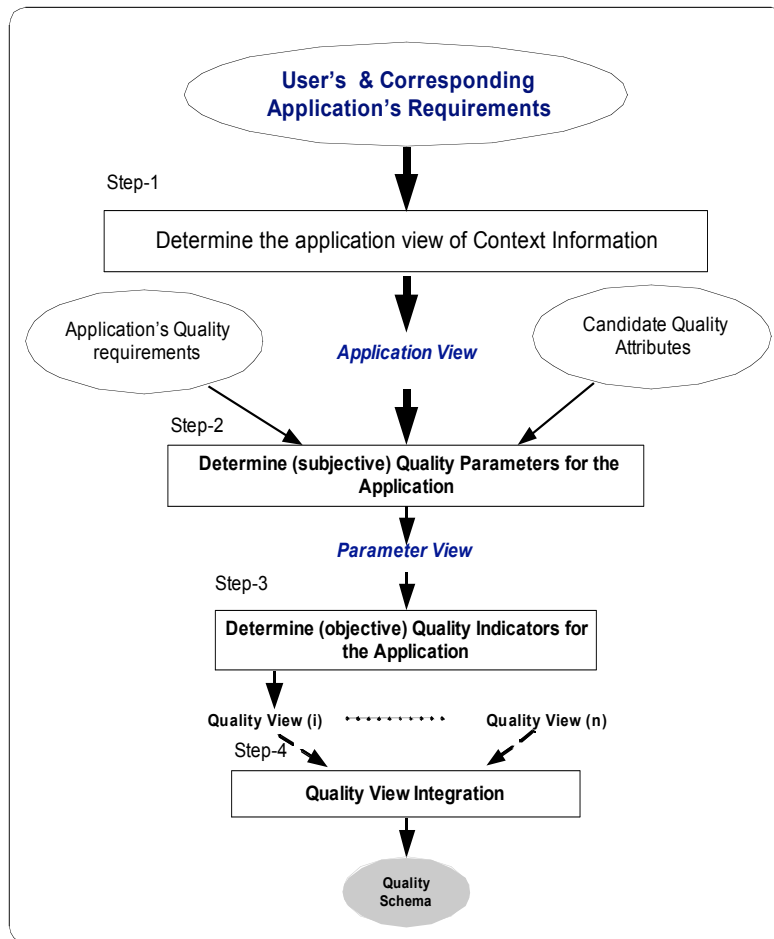 User's & Corresponding
Application's Requirements
Step-1
Determine the application view of Context Information
Application's Quality
requirements
Application View
Candidate Quality
Attributes
Step-2
Determine (subjective) Quality Parameters for the
Application
Parameter View
Step-3
Determine (objective) Quality Indicators for
the Application
Quality View (i)
Quality View (n)
Step-4
Quality View Integration
Quality
Schema